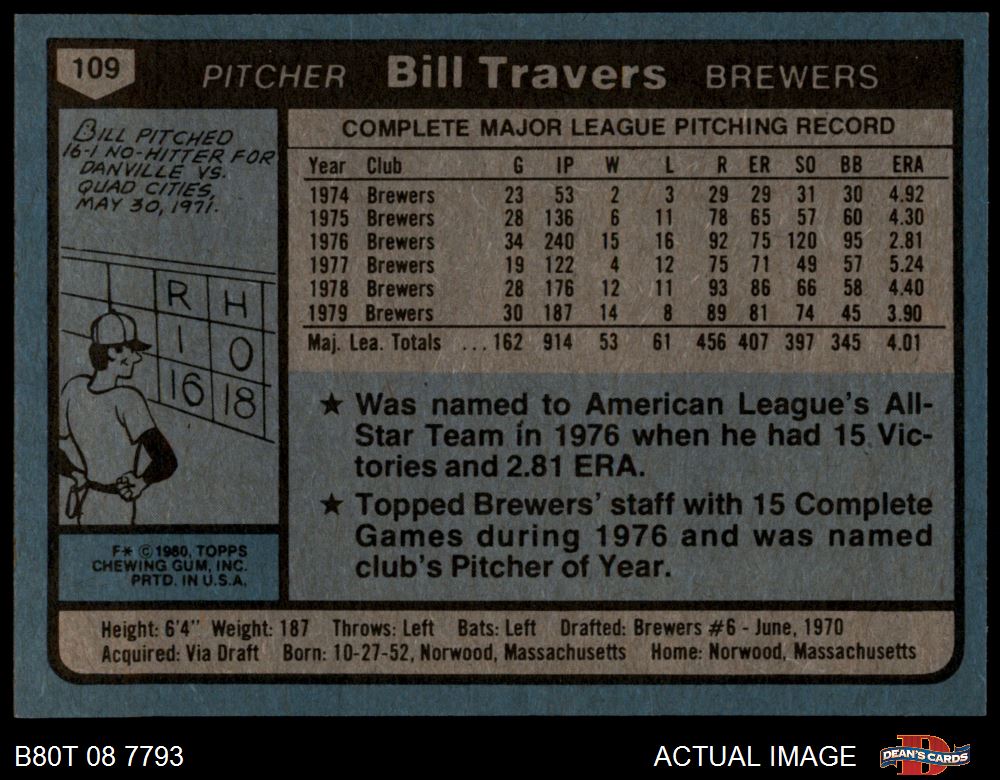 109
PITCHER Bill Travers BREWERS
BILL PITCHED
16-1 NO-HITTER FOR
DANVILLE VS.
QUAD CITIES,
MAY 30, 1971.
R H
1 0
16 18
F* © 1980, TOPPS
CHEWING GUM, INC.
PRTD. IN U.S.A.
COMPLETE MAJOR LEAGUE PITCHING RECORD
Year Club G IP W L R ER SO BB ERA
1974 Brewers 23 53 2 3 29 29 31 30 4.92
1975 Brewers 28 136 6 11 78 65 57 60 4.30
1976 Brewers 34 240 15 16 92 75 120 95 2.81
1977 Brewers 19 122 4 12 75 71 49 57 5.24
1978 Brewers 28 176 12 11 93 86 66 58 4.40
1979 Brewers 30 187 14 8 89 81 74 45 3.90
Maj. Lea. Totals ... 162 914 53 61 456 407 397 345 4.01
★ Was named to American League's All-
Star Team in 1976 when he had 15 Vic-
tories and 2.81 ERA.
★ Topped Brewers' staff with 15 Complete
Games during 1976 and was named
club's Pitcher of Year.
Height: 6'4" Weight: 187 Throws: Left Bats: Left Drafted: Brewers #6 - June, 1970
Acquired: Via Draft Born: 10-27-52, Norwood, Massachusetts Home: Norwood, Massachusetts
B80T 08 7793 ACTUAL IMAGE
DEAN'S CARDS